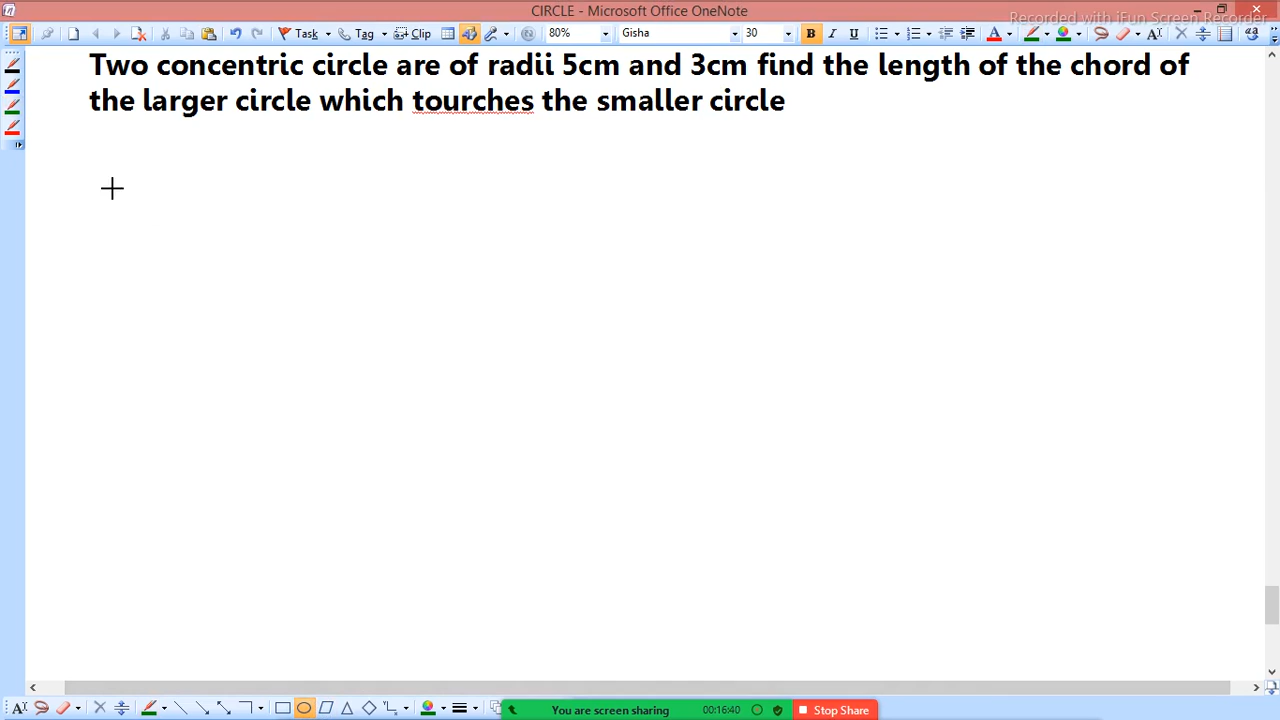 CIRCLE - Microsoft Office OneNote
Recorded with iFun Screen Recorder
Task Clip Tag 80% Gisha 30 B I U
Two concentric circle are of radii 5cm and 3cm find the length of the chord of
the larger circle which tourches the smaller circle
You are screen sharing 00:16:40 Stop Share